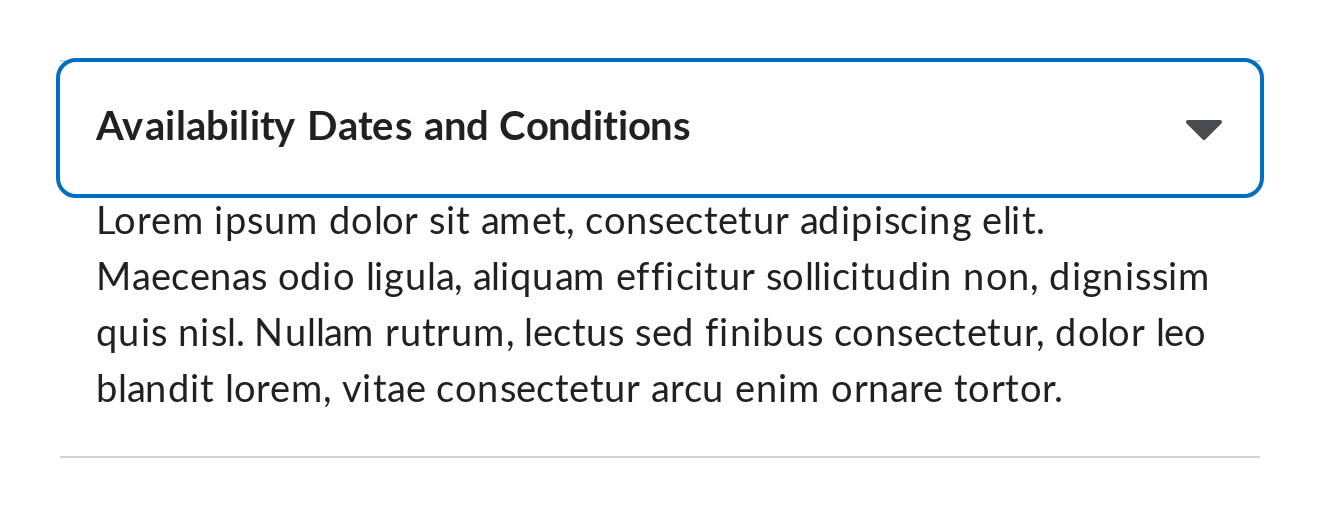 Availability Dates and Conditions
Lorem ipsum dolor sit amet, consectetur adipiscing elit.
Maecenas odio ligula, aliquam efficitur sollicitudin non, dignissim
quis nisl. Nullam rutrum, lectus sed finibus consectetur, dolor leo
blandit lorem, vitae consectetur arcu enim ornare tortor.